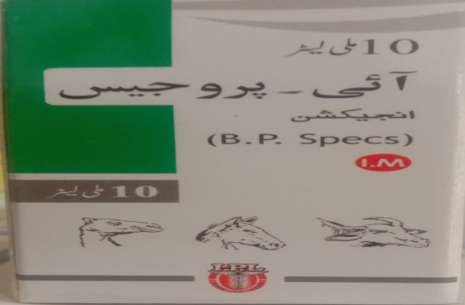 10 ملی لیٹر
آئی - پروجیس
انجیکشن
(B.P. Specs)
I.M
10 ملی لیٹر